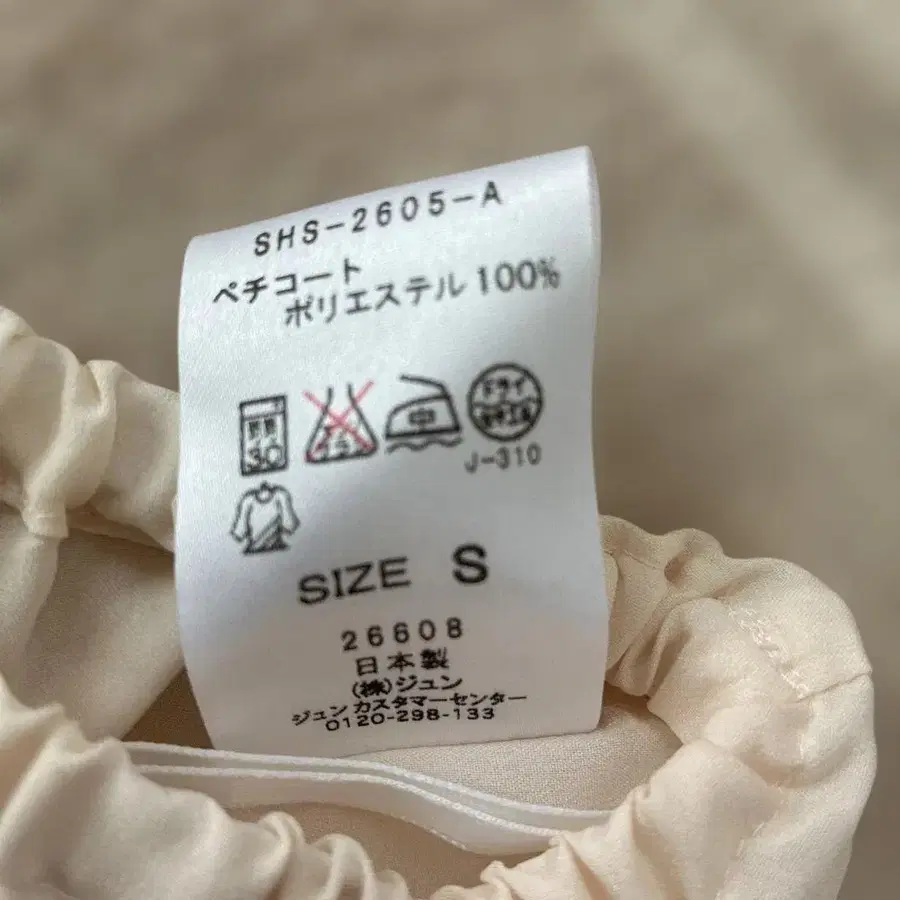 SHS-2605-A
ペチコート
ポリエステル 100%
30
中
ドライ
J-310
SIZE S
26608
日本製
(株)ジュン
ジュン カスタマーセンター
0120-298-133